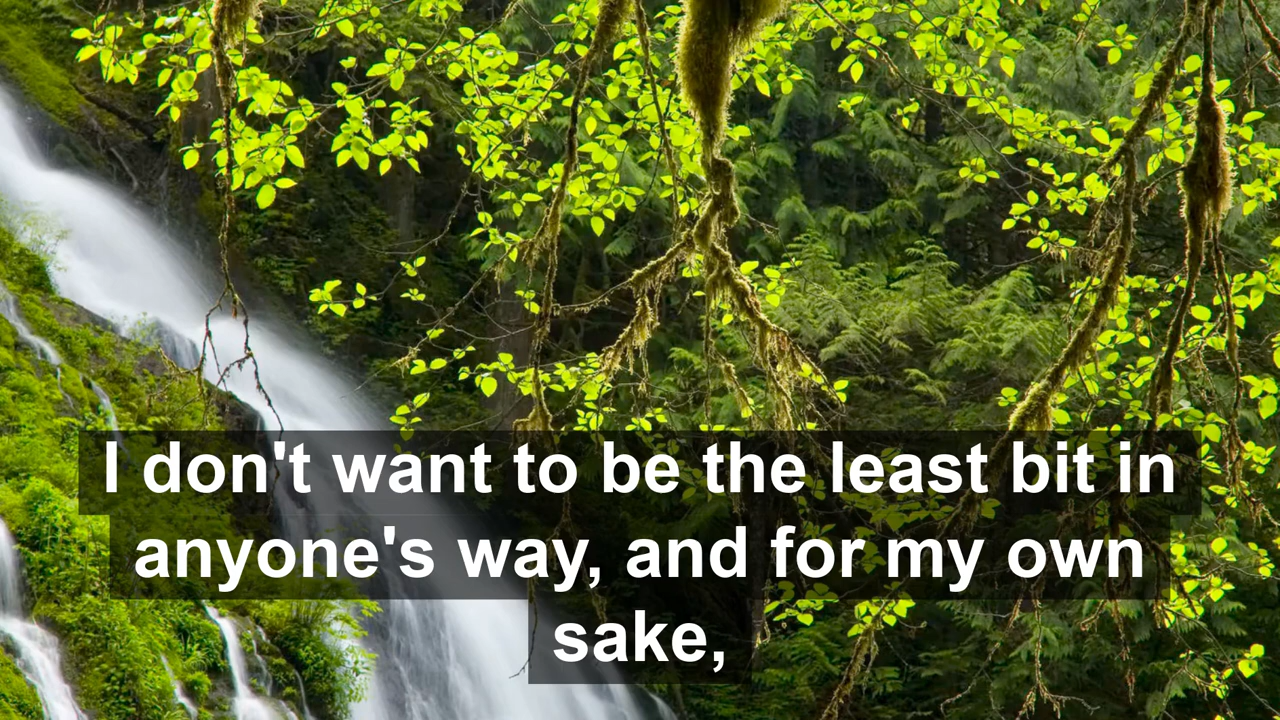 I don't want to be the least bit in
anyone's way, and for my own
sake,